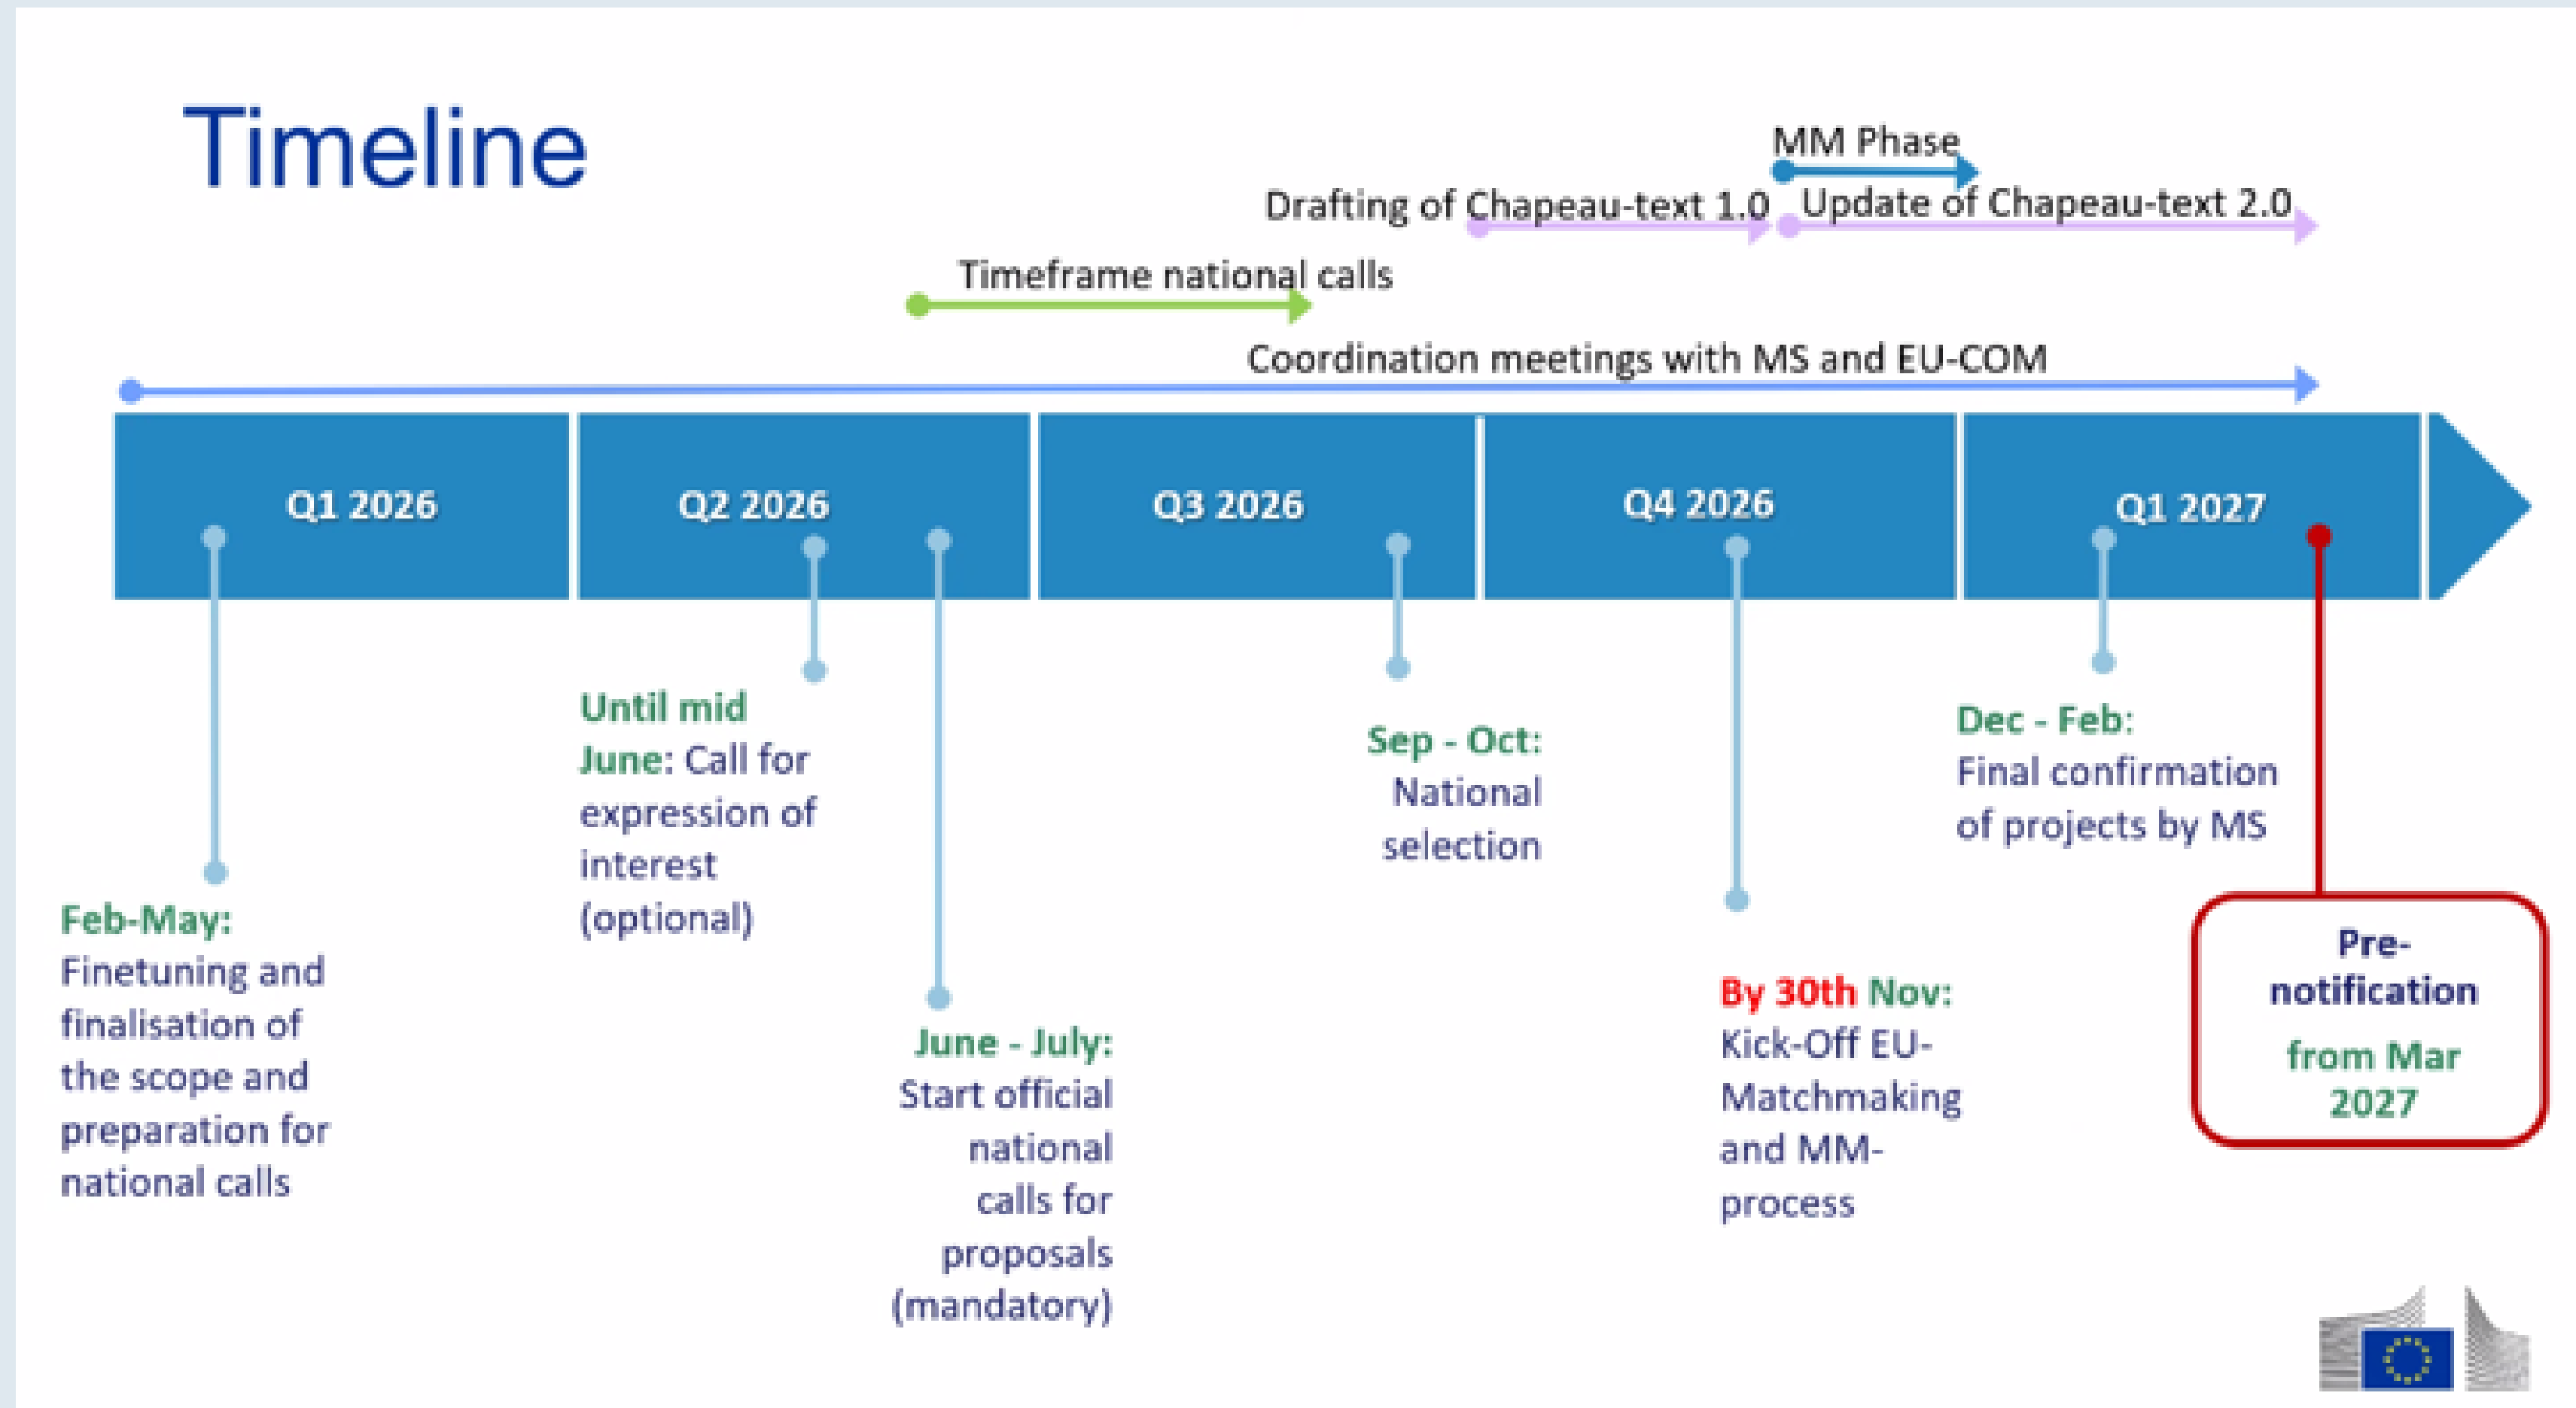 Timeline
MM Phase
Drafting of Chapeau-text 1.0
Update of Chapeau-text 2.0
Timeframe national calls
Coordination meetings with MS and EU-COM
Q1 2026
Q2 2026
Q3 2026
Q4 2026
Q1 2027
Feb-May:
Finetuning and
finalisation of
the scope and
preparation for
national calls
Until mid
June: Call for
expression of
interest
(optional)
June - July:
Start official
national
calls for
proposals
(mandatory)
Sep - Oct:
National
selection
By 30th Nov:
Kick-Off EU-
Matchmaking
and MM-
process
Dec - Feb:
Final confirmation
of projects by MS
Pre-
notification
from Mar
2027